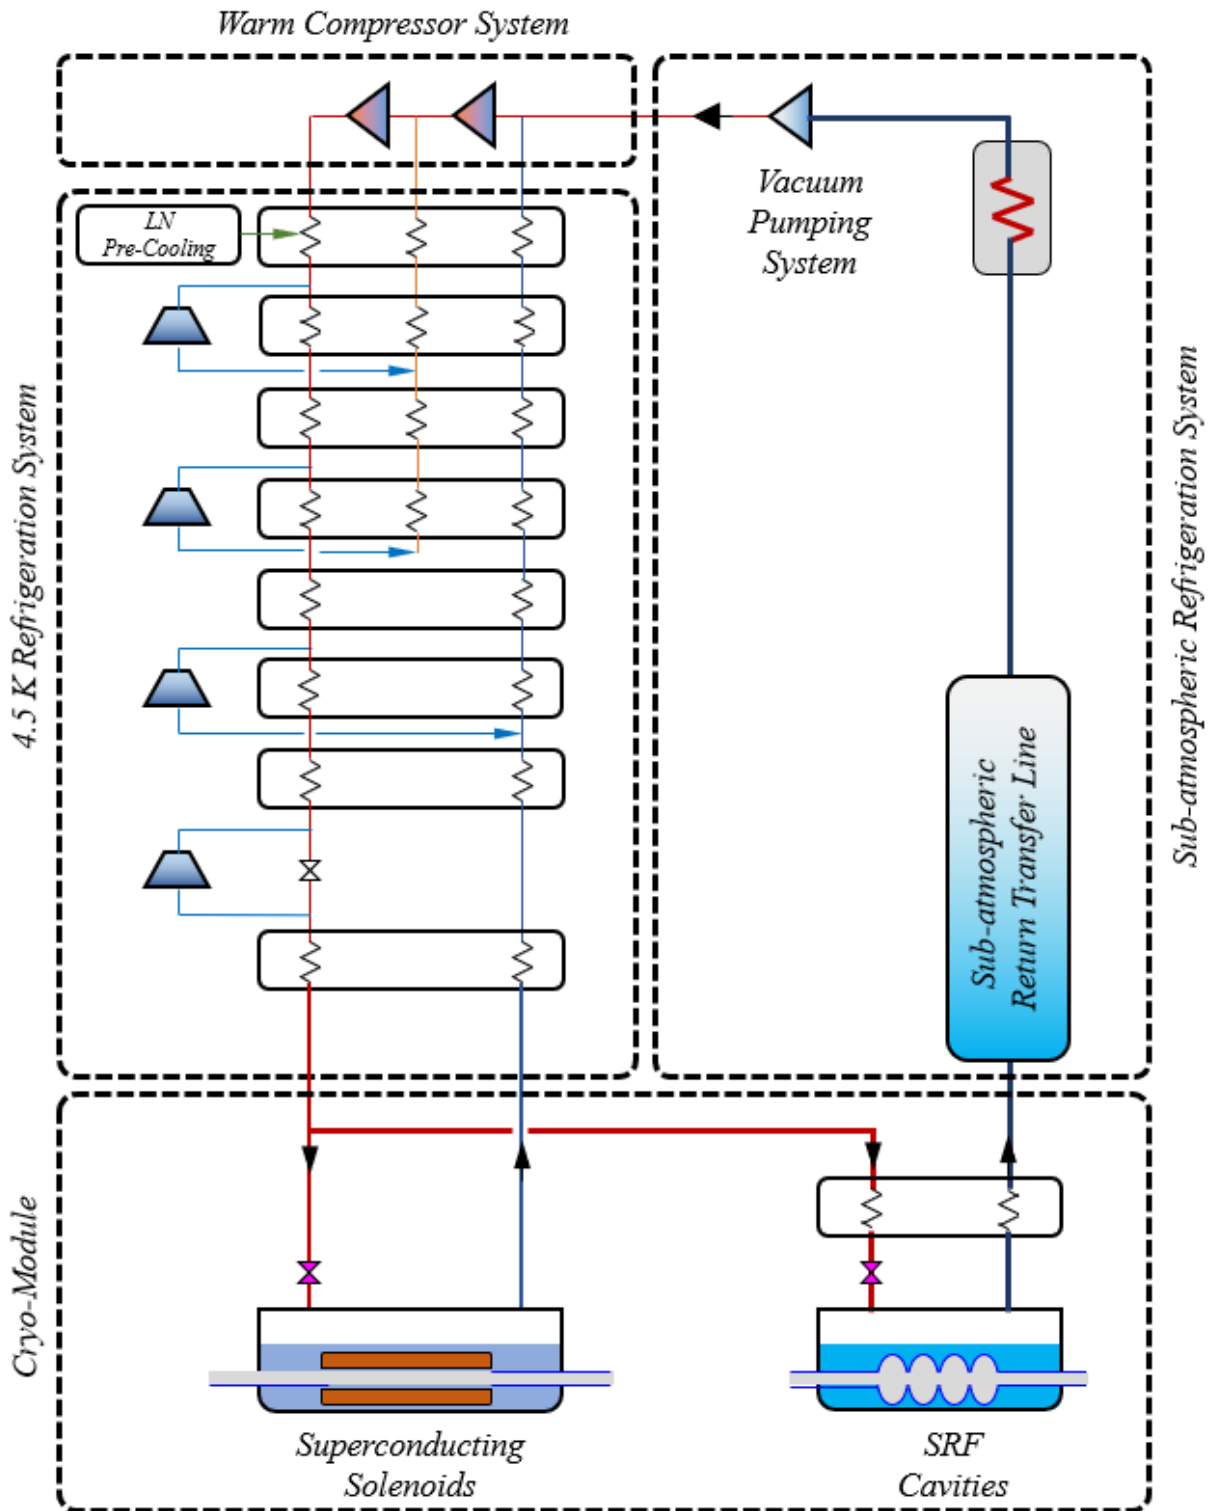 Warm Compressor System
LN
Pre-Cooling
Vacuum
Pumping
System
4.5 K Refrigeration System
Sub-atmospheric Refrigeration System
Sub-atmospheric
Return Transfer Line
Cryo-Module
Superconducting
Solenoids
SRF
Cavities